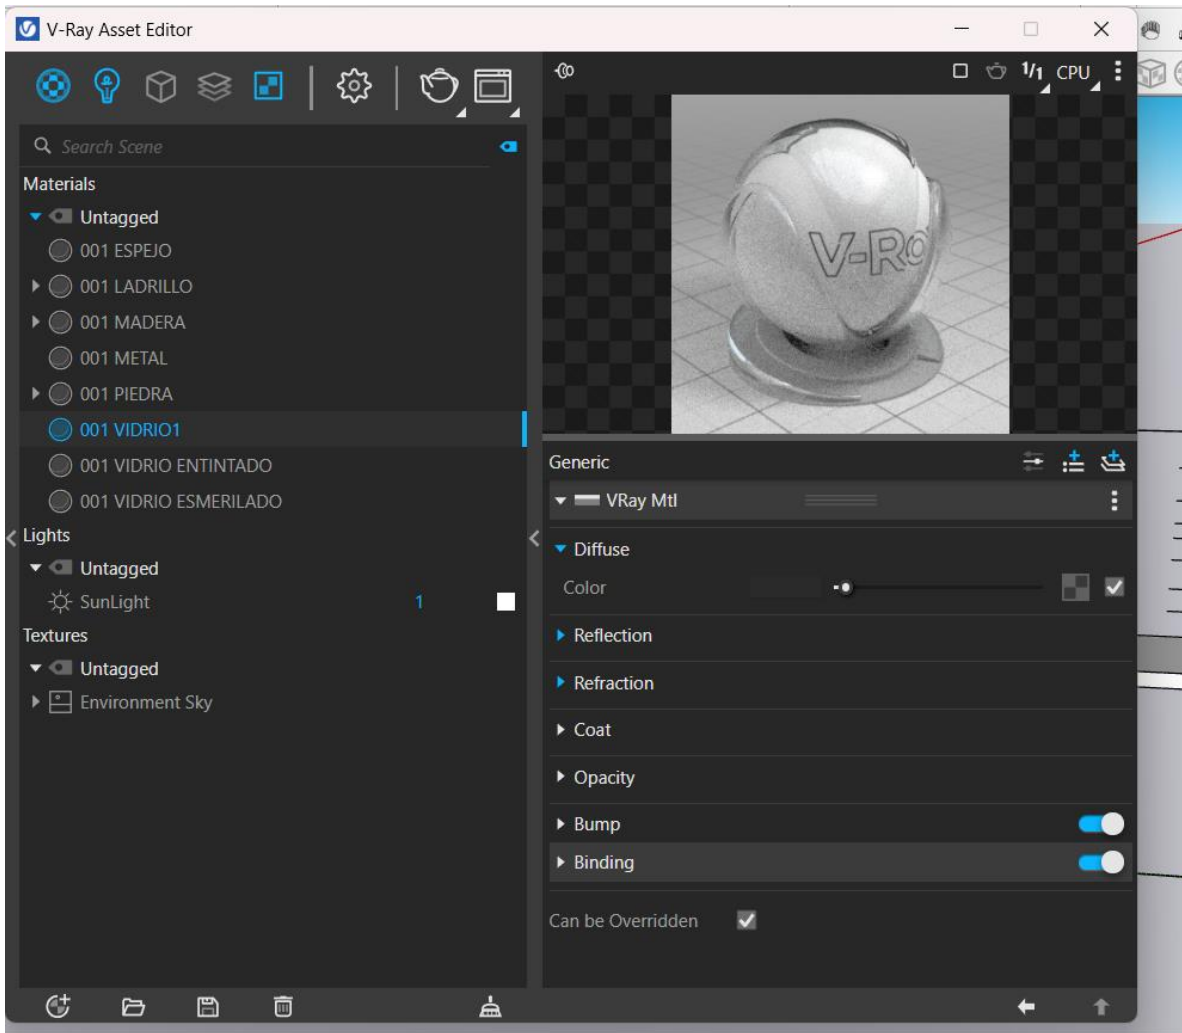 V-Ray Asset Editor
1/1 CPU
Search Scene
Materials
Untagged
001 ESPEJO
001 LADRILLO
001 MADERA
001 METAL
001 PIEDRA
001 VIDRIO1
001 VIDRIO ENTINTADO
001 VIDRIO ESMERILADO
Lights
Untagged
SunLight 1
Textures
Untagged
Environment Sky
V-Ra
Generic
VRay Mtl
Diffuse
Color
Reflection
Refraction
Coat
Opacity
Bump
Binding
Can be Overridden